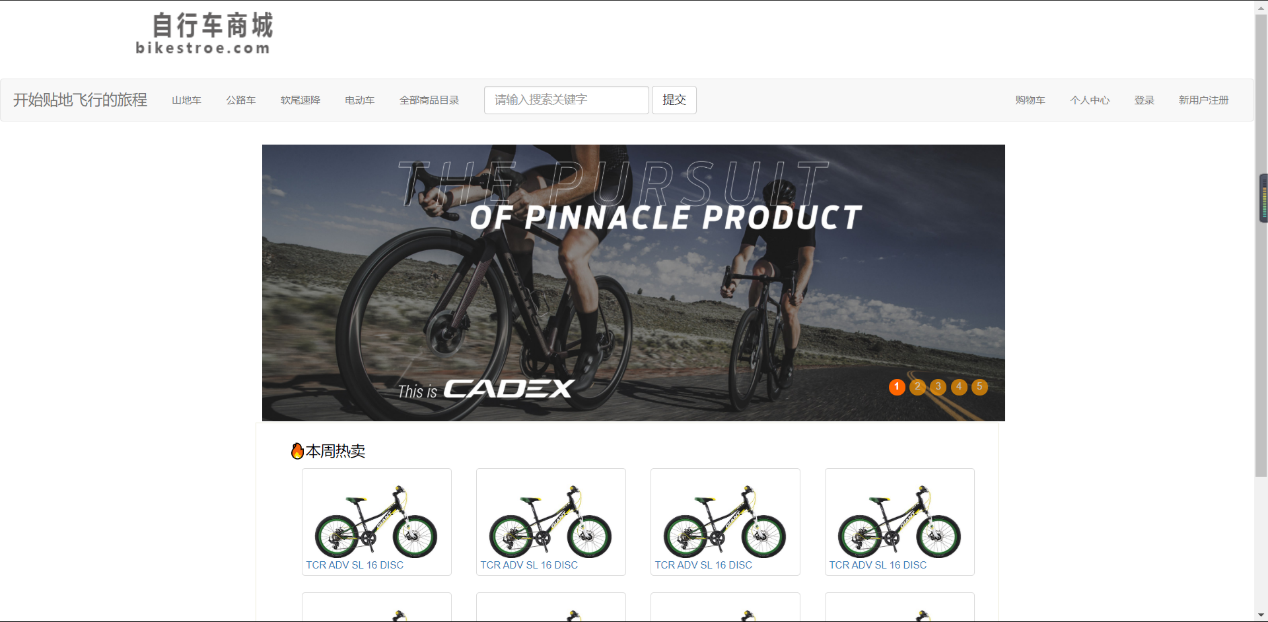 自行车商城
bikestroe.com
开始贴地飞行的旅程 山地车 公路车 软尾速降 电动车 全部商品目录 请输入搜索关键字 提交 购物车 个人中心 登录 新用户注册
THE PURSUIT
OF PINNACLE PRODUCT
This is CADEX
1 2 3 4 5
本周热卖
TCR ADV SL 16 DISC TCR ADV SL 16 DISC TCR ADV SL 16 DISC TCR ADV SL 16 DISC